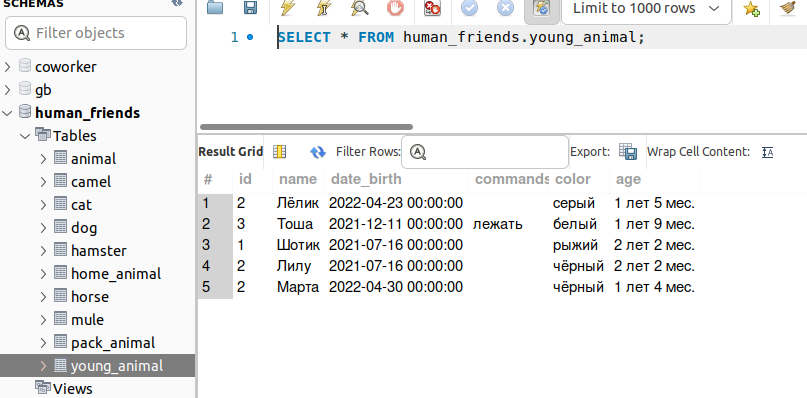 SCHEMAS
Filter objects
coworker
gb
human_friends
Tables
animal
camel
cat
dog
hamster
home_animal
horse
mule
pack_animal
young_animal
Views
Limit to 1000 rows
1 SELECT * FROM human_friends.young_animal;
Result Grid Filter Rows: Export: Wrap Cell Content:
# id name date_birth commands color age
1 2 Лёлик 2022-04-23 00:00:00 серый 1 лет 5 мес.
2 3 Тоша 2021-12-11 00:00:00 лежать белый 1 лет 9 мес.
3 1 Шотик 2021-07-16 00:00:00 рыжий 2 лет 2 мес.
4 2 Лилу 2021-07-16 00:00:00 чёрный 2 лет 2 мес.
5 2 Марта 2022-04-30 00:00:00 чёрный 1 лет 4 мес.